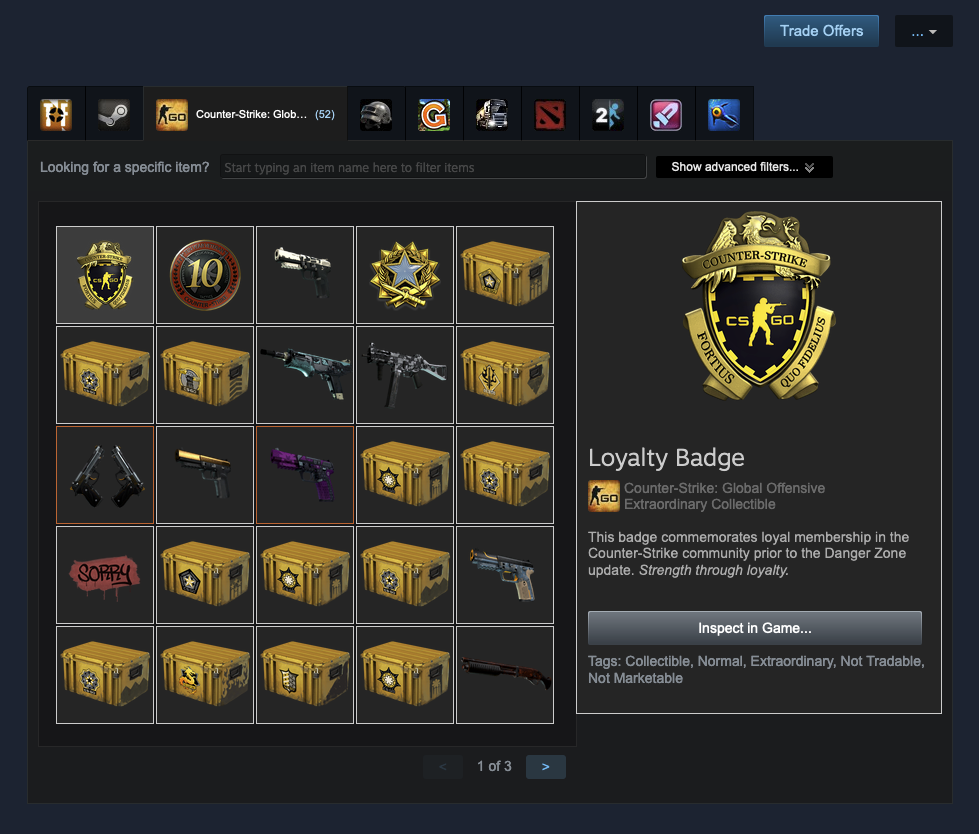 Trade Offers
...
GO
Counter-Strike: Glob... (52)
G
2
Looking for a specific item?
Start typing an item name here to filter items
Show advanced filters...
10
SORRY
COUNTER-STRIKE
CS GO
FORTIUS
QUO FIDELIUS
Loyalty Badge
GO
Counter-Strike: Global Offensive
Extraordinary Collectible
This badge commemorates loyal membership in the
Counter-Strike community prior to the Danger Zone
update. Strength through loyalty.
Inspect in Game...
Tags: Collectible, Normal, Extraordinary, Not Tradable,
Not Marketable
<
1 of 3
>